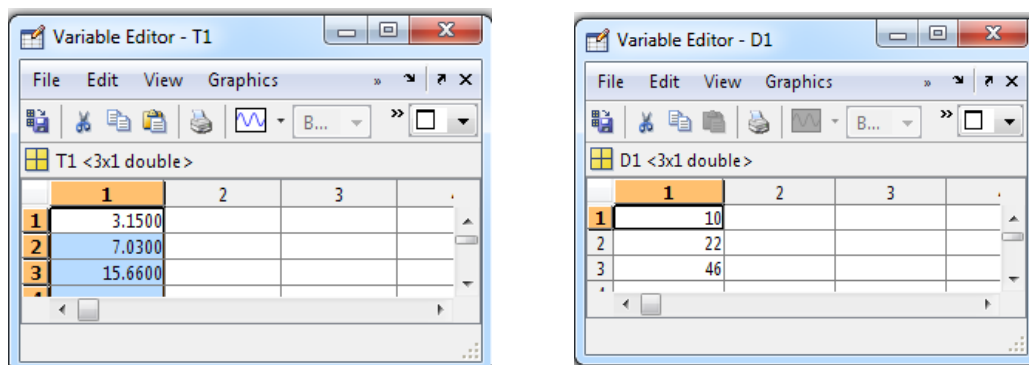 Variable Editor - T1
File Edit View Graphics »
B... »
T1 <3x1 double>
1 2 3
1 3.1500
2 7.0300
3 15.6600
Variable Editor - D1
File Edit View Graphics »
B... »
D1 <3x1 double>
1 2 3
1 10
2 22
3 46